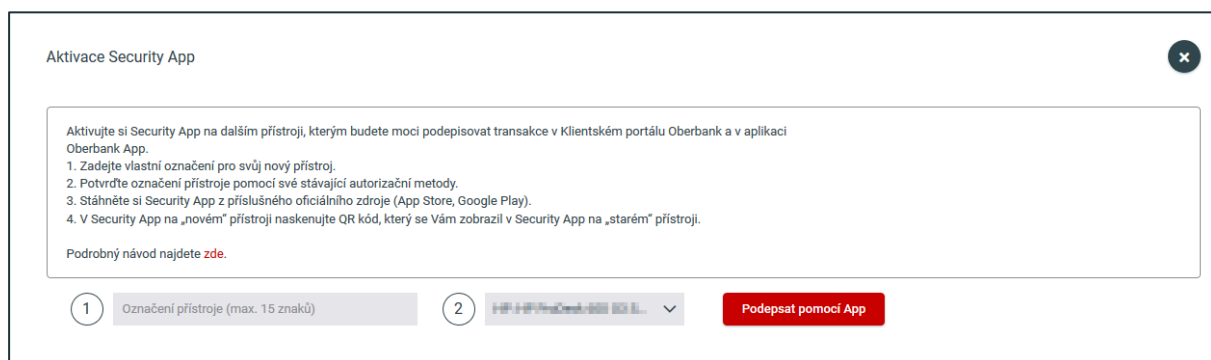 Aktivace Security App
Aktivujte si Security App na dalším přístroji, kterým budete moci podepisovat transakce v Klientském portálu Oberbank a v aplikaci
Oberbank App.
1. Zadejte vlastní označení pro svůj nový přístroj.
2. Potvrďte označení přístroje pomocí své stávající autorizační metody.
3. Stáhněte si Security App z příslušného oficiálního zdroje (App Store, Google Play).
4. V Security App na „novém“ přístroji naskenujte QR kód, který se Vám zobrazil v Security App na „starém“ přístroji.
Podrobný návod najdete zde.
1 Označení přístroje (max. 15 znaků) 2 Podepsat pomocí App